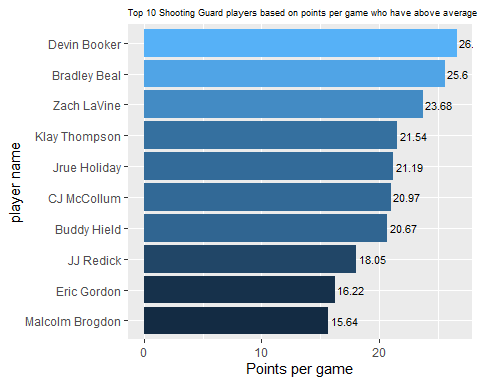 Top 10 Shooting Guard players based on points per game who have above average
Devin Booker 26.
Bradley Beal 25.6
Zach LaVine 23.68
Klay Thompson 21.54
Jrue Holiday 21.19
CJ McCollum 20.97
Buddy Hield 20.67
JJ Redick 18.05
Eric Gordon 16.22
Malcolm Brogdon 15.64
player name
0 10 20
Points per game